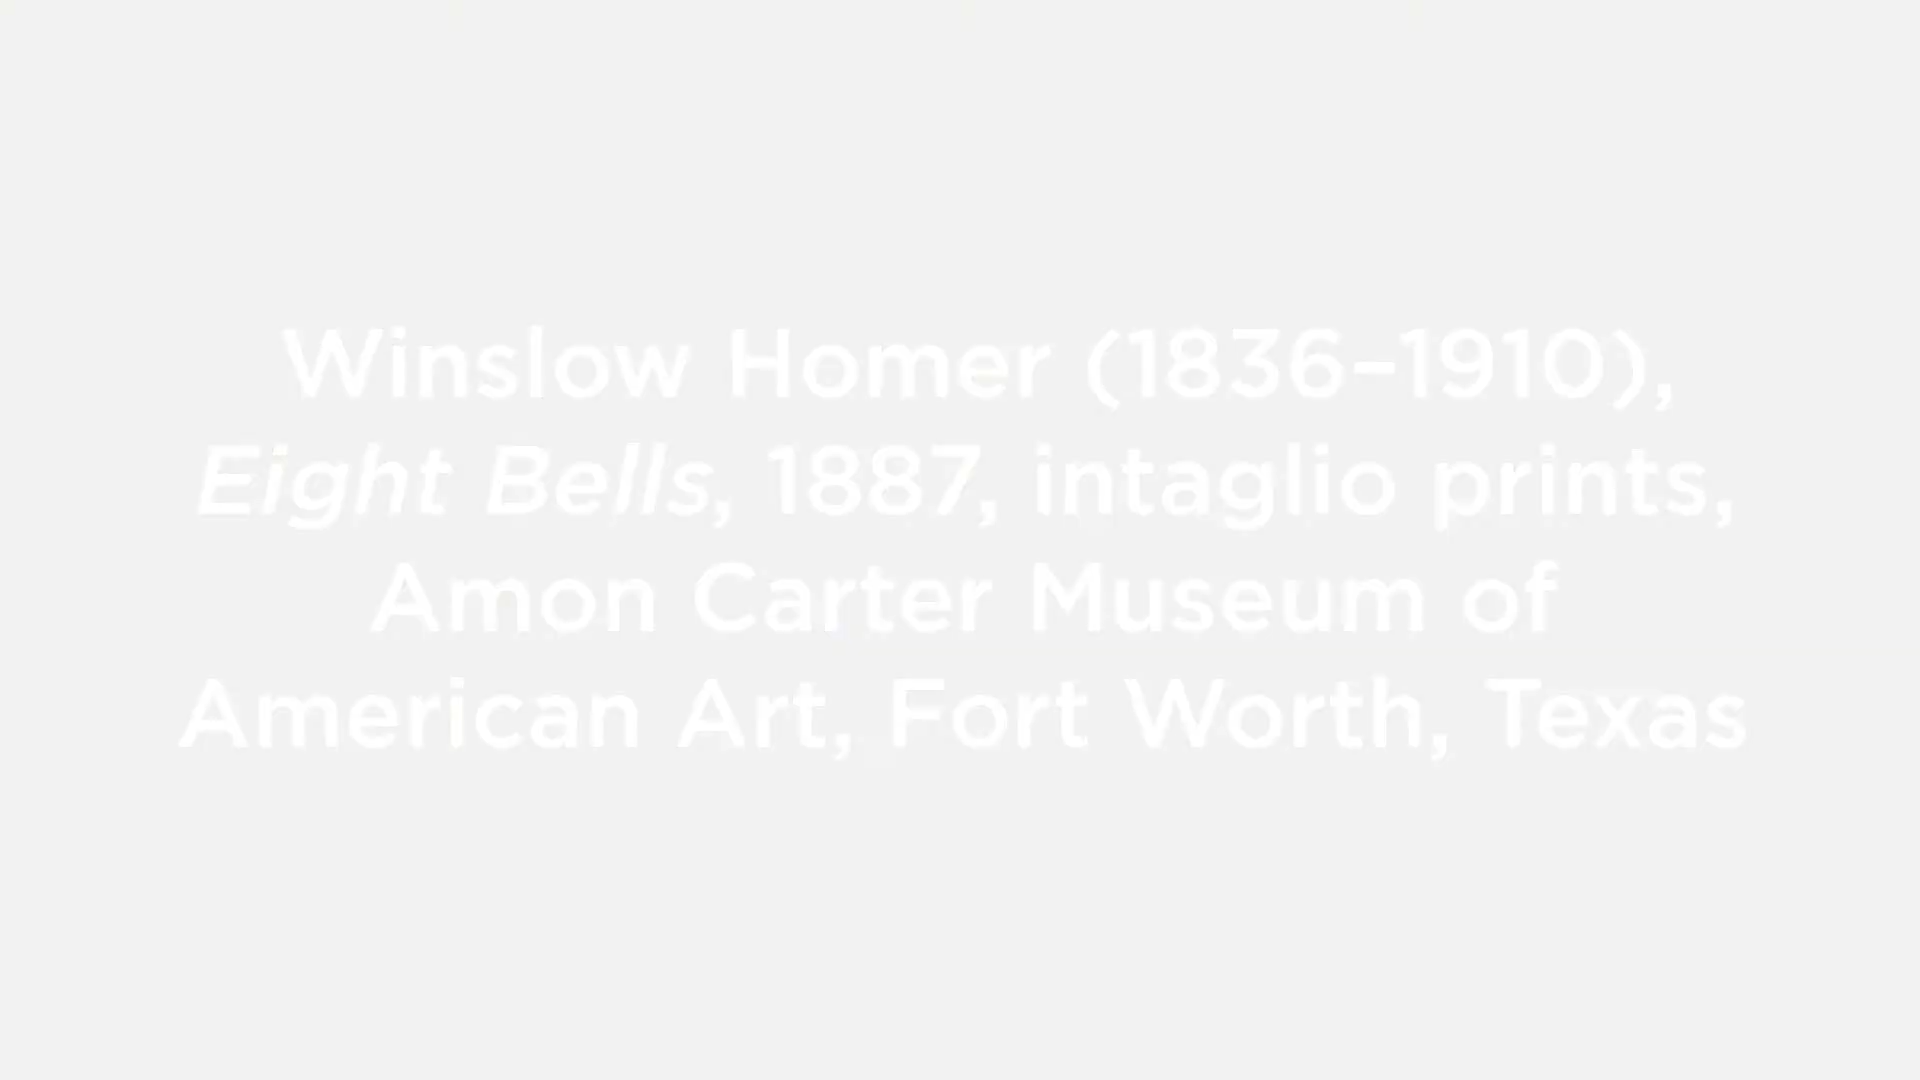 Winslow Homer (1836–1910),
Eight Bells, 1887, intaglio prints,
Amon Carter Museum of
American Art, Fort Worth, Texas